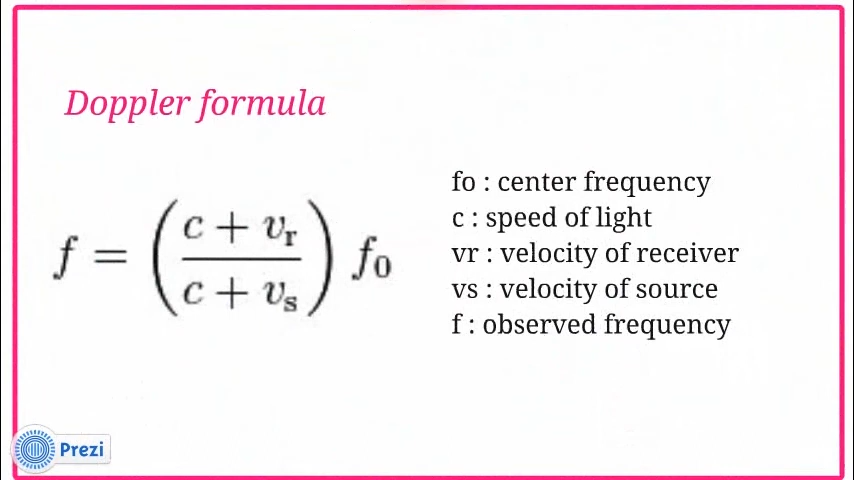 Doppler formula
f = ( c + vr / c + vs ) f0
fo : center frequency
c : speed of light
vr : velocity of receiver
vs : velocity of source
f : observed frequency
Prezi